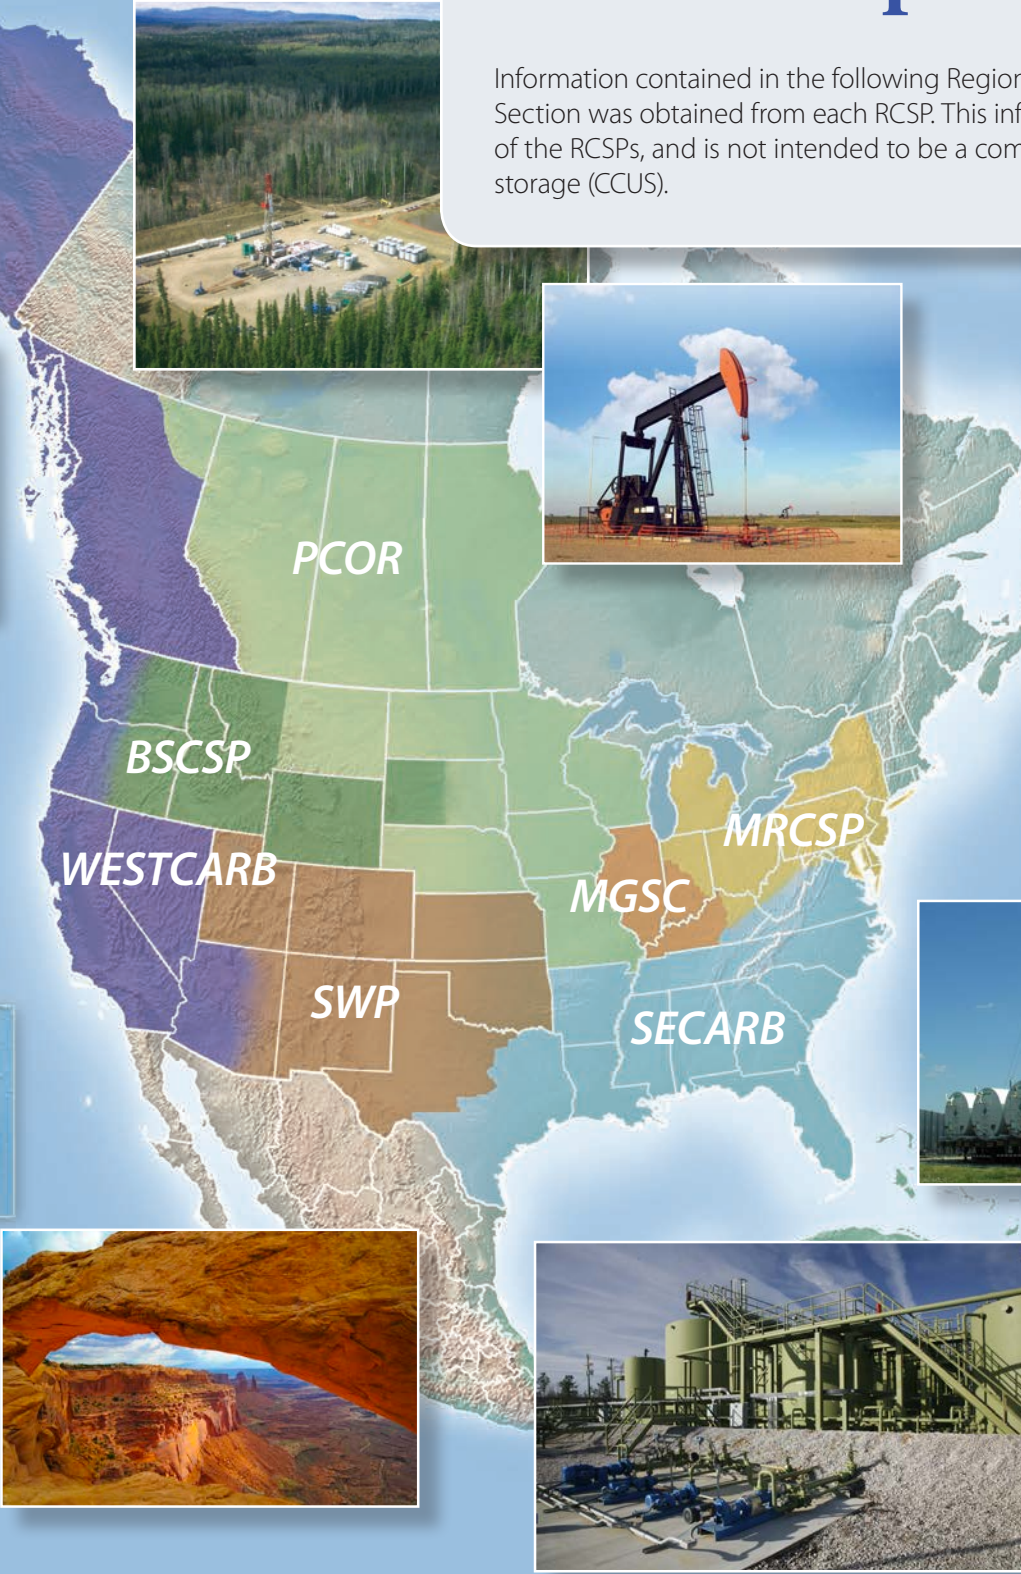 Information contained in the following Region
Section was obtained from each RCSP. This inf
of the RCSPs, and is not intended to be a com
storage (CCUS).
PCOR
BSCSP
MRCSP
WESTCARB
MGSC
SWP
SECARB